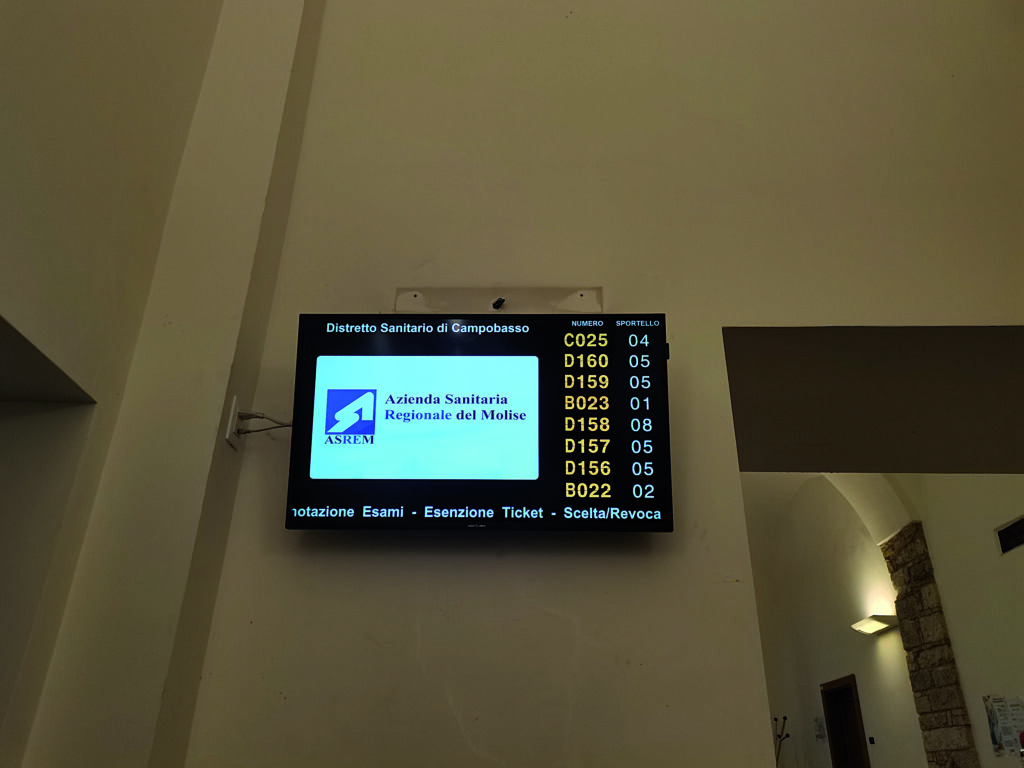 Distretto Sanitario di Campobasso
NUMERO SPORTELLO
C025 04
D160 05
D159 05
B023 01
D158 08
D157 05
D156 05
B022 02
Azienda Sanitaria
Regionale del Molise
ASREM
notazione Esami - Esenzione Ticket - Scelta/Revoca